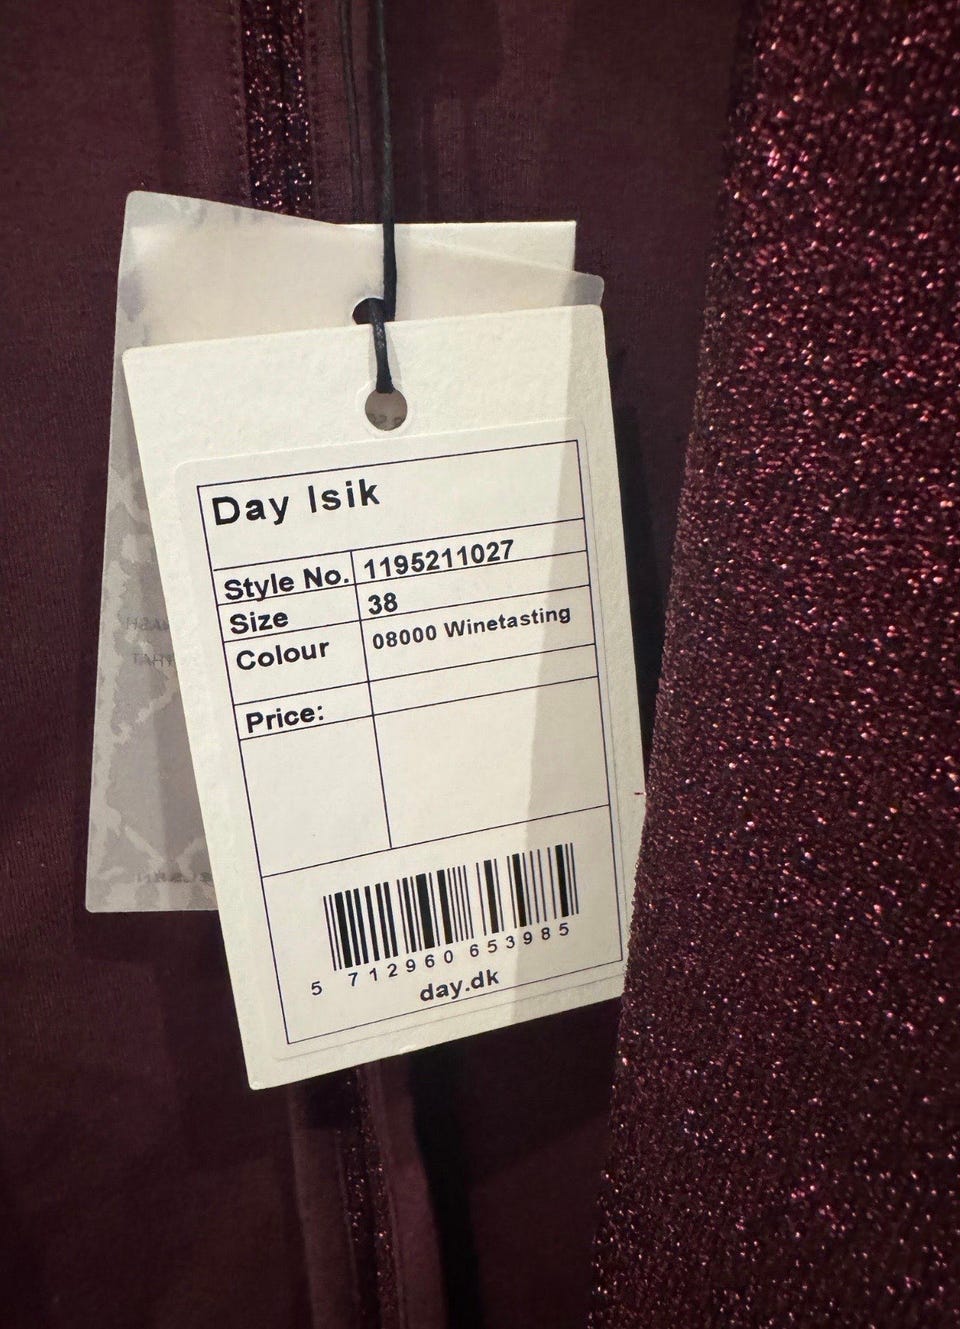 Day Isik
Style No. 1195211027
Size 38
Colour 08000 Winetasting
Price:
5 712960 653985
day.dk